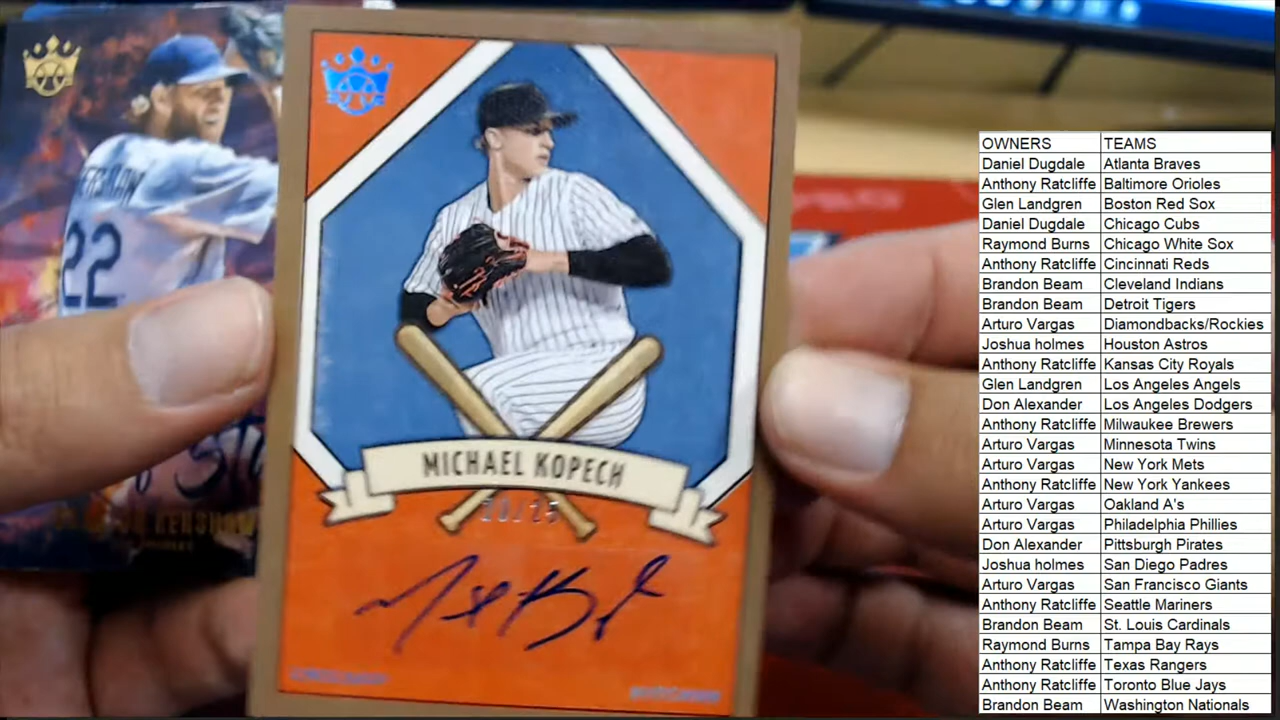 22
MICHAEL KOPECH
OWNERS TEAMS
Daniel Dugdale Atlanta Braves
Anthony Ratcliffe Baltimore Orioles
Glen Landgren Boston Red Sox
Daniel Dugdale Chicago Cubs
Raymond Burns Chicago White Sox
Anthony Ratcliffe Cincinnati Reds
Brandon Beam Cleveland Indians
Brandon Beam Detroit Tigers
Arturo Vargas Diamondbacks/Rockies
Joshua holmes Houston Astros
Anthony Ratcliffe Kansas City Royals
Glen Landgren Los Angeles Angels
Don Alexander Los Angeles Dodgers
Anthony Ratcliffe Milwaukee Brewers
Arturo Vargas Minnesota Twins
Arturo Vargas New York Mets
Anthony Ratcliffe New York Yankees
Arturo Vargas Oakland A's
Arturo Vargas Philadelphia Phillies
Don Alexander Pittsburgh Pirates
Joshua holmes San Diego Padres
Arturo Vargas San Francisco Giants
Anthony Ratcliffe Seattle Mariners
Brandon Beam St. Louis Cardinals
Raymond Burns Tampa Bay Rays
Anthony Ratcliffe Texas Rangers
Anthony Ratcliffe Toronto Blue Jays
Brandon Beam Washington Nationals